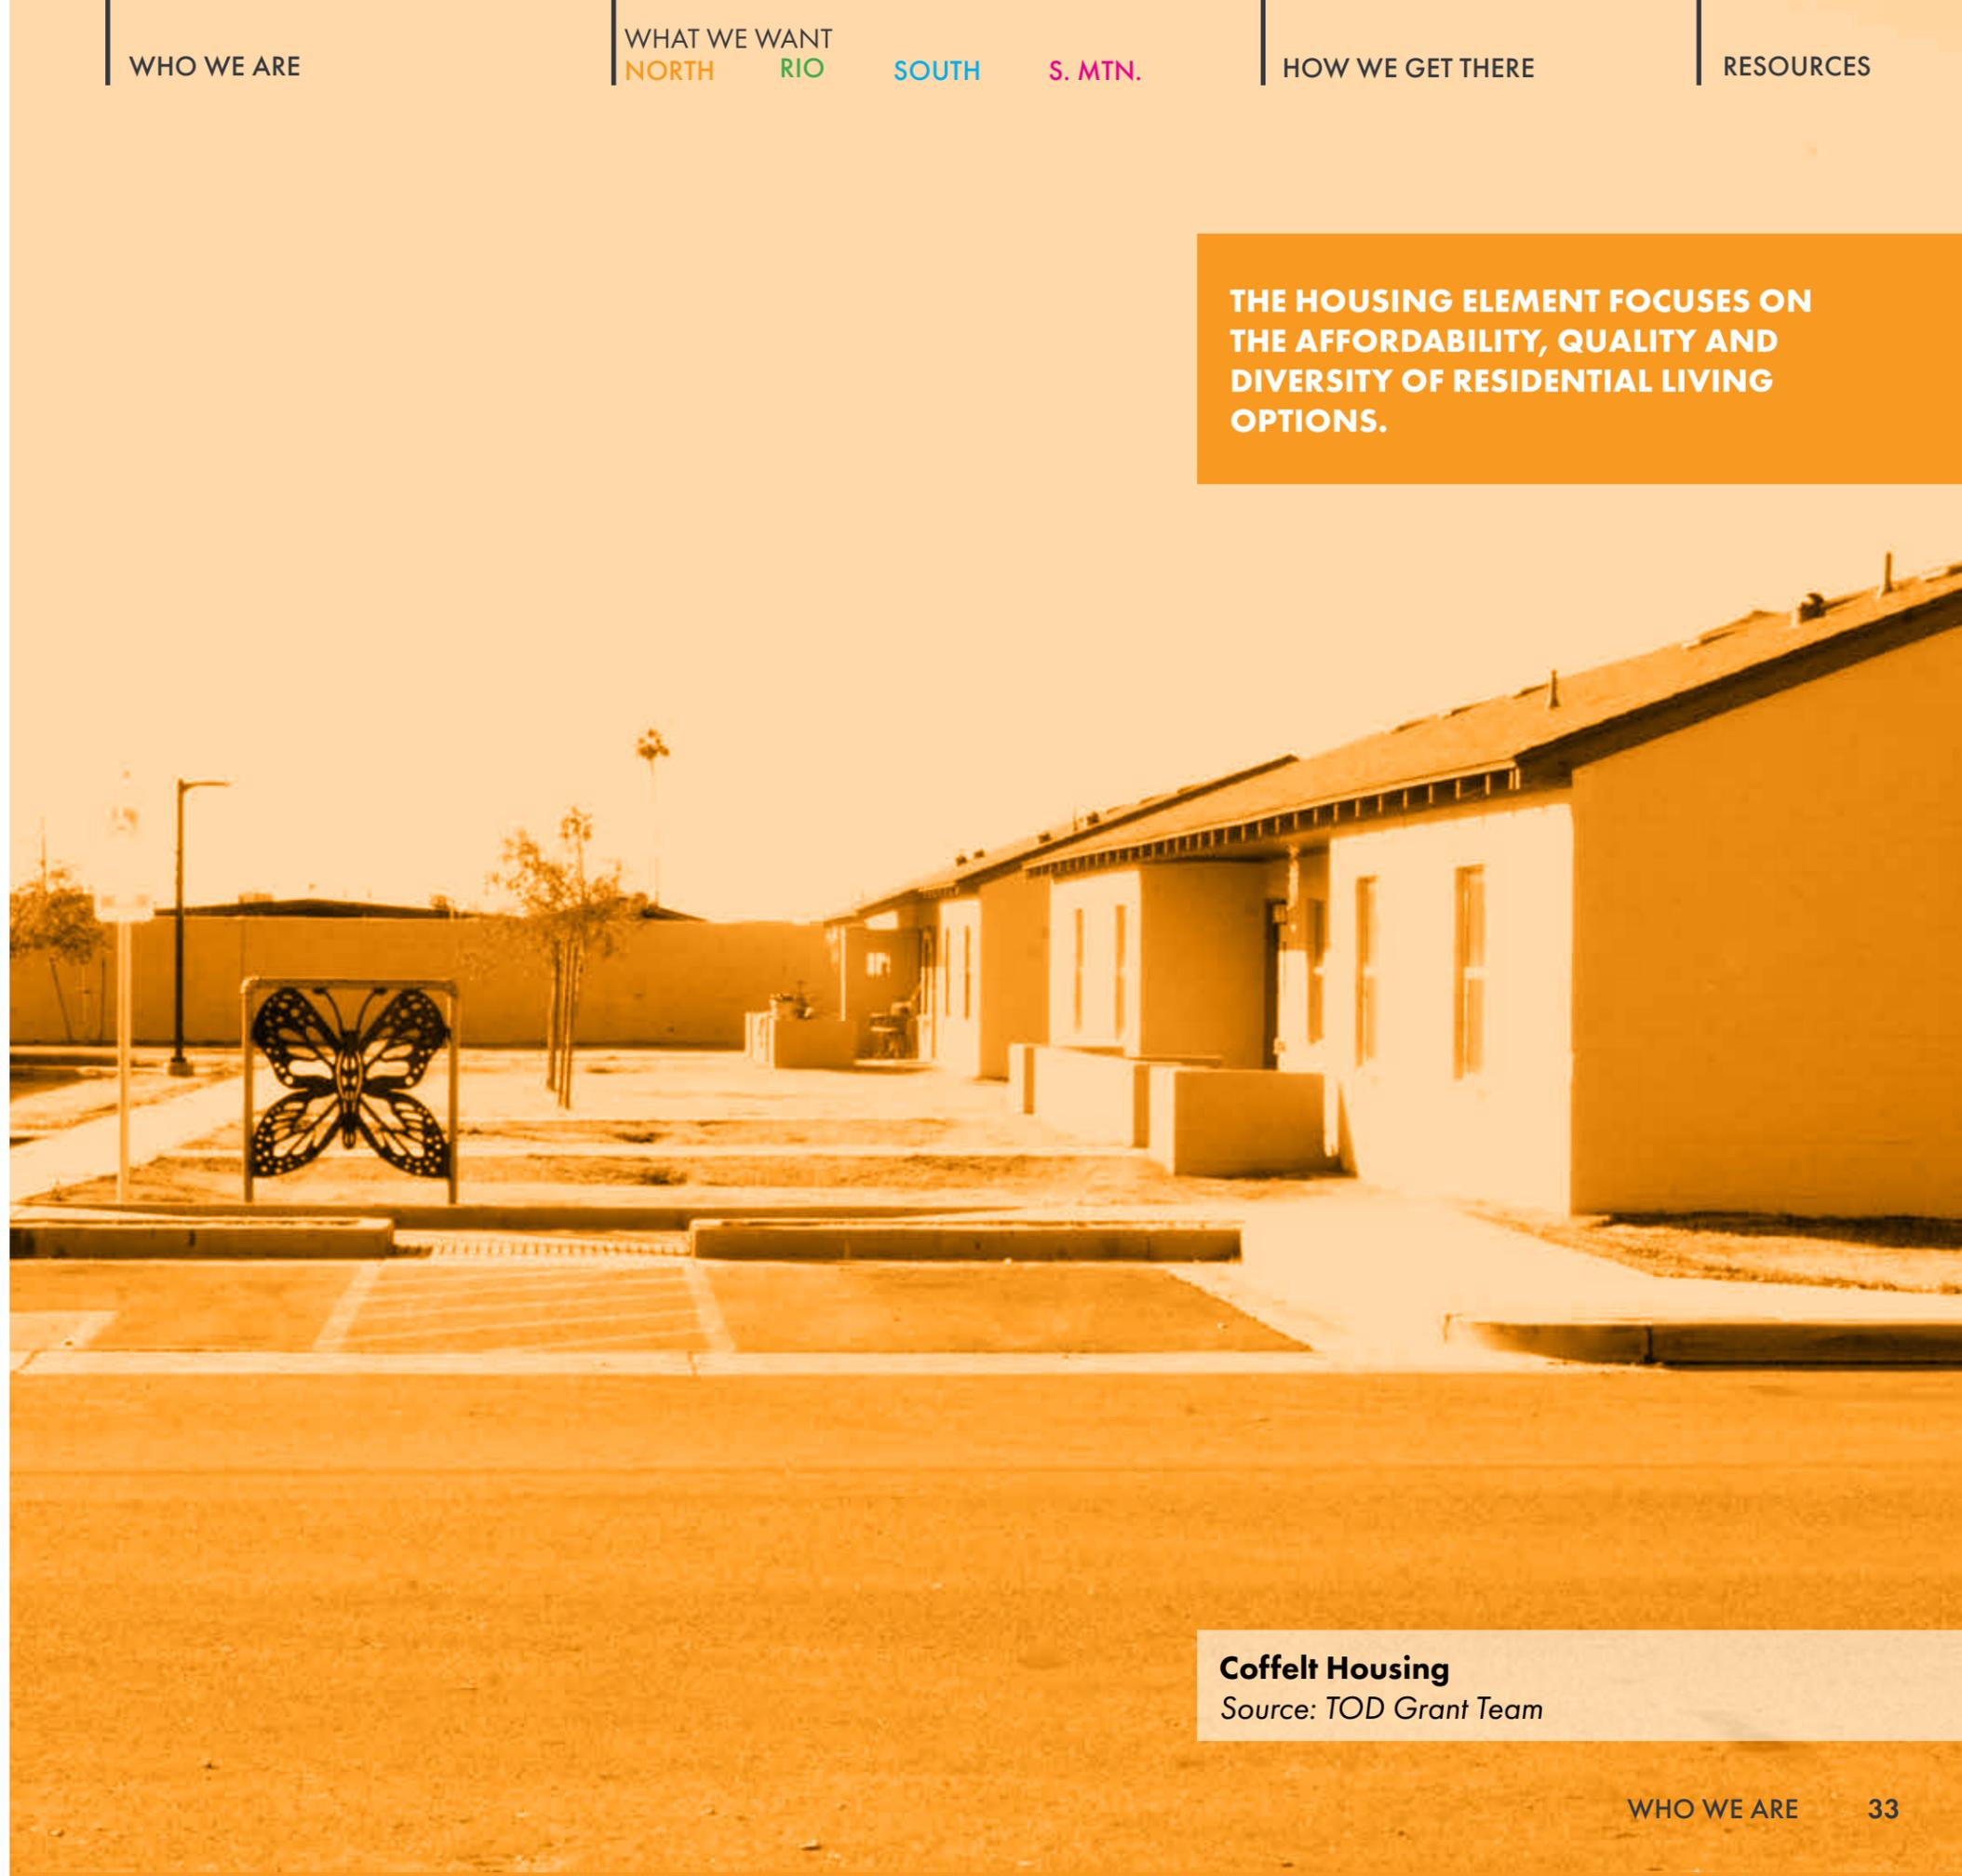 WHO WE ARE
WHAT WE WANT
NORTH RIO SOUTH S. MTN.
HOW WE GET THERE
RESOURCES
THE HOUSING ELEMENT FOCUSES ON
THE AFFORDABILITY, QUALITY AND
DIVERSITY OF RESIDENTIAL LIVING
OPTIONS.
Coffelt Housing
Source: TOD Grant Team
WHO WE ARE 33